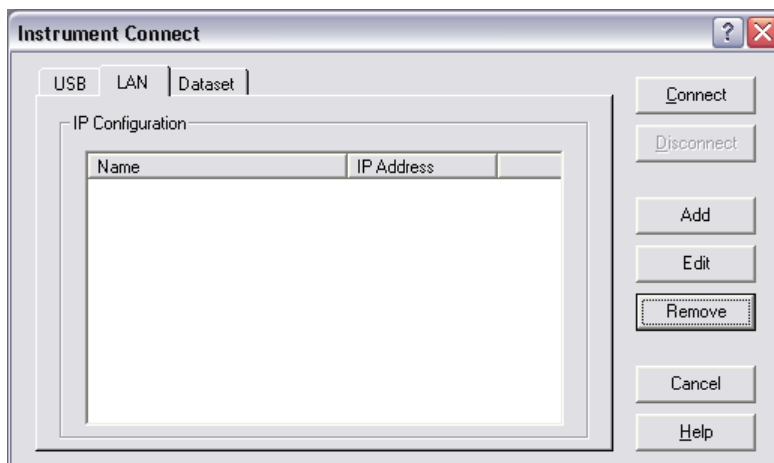 Instrument Connect
USB LAN Dataset
IP Configuration
Name IP Address
Connect
Disconnect
Add
Edit
Remove
Cancel
Help